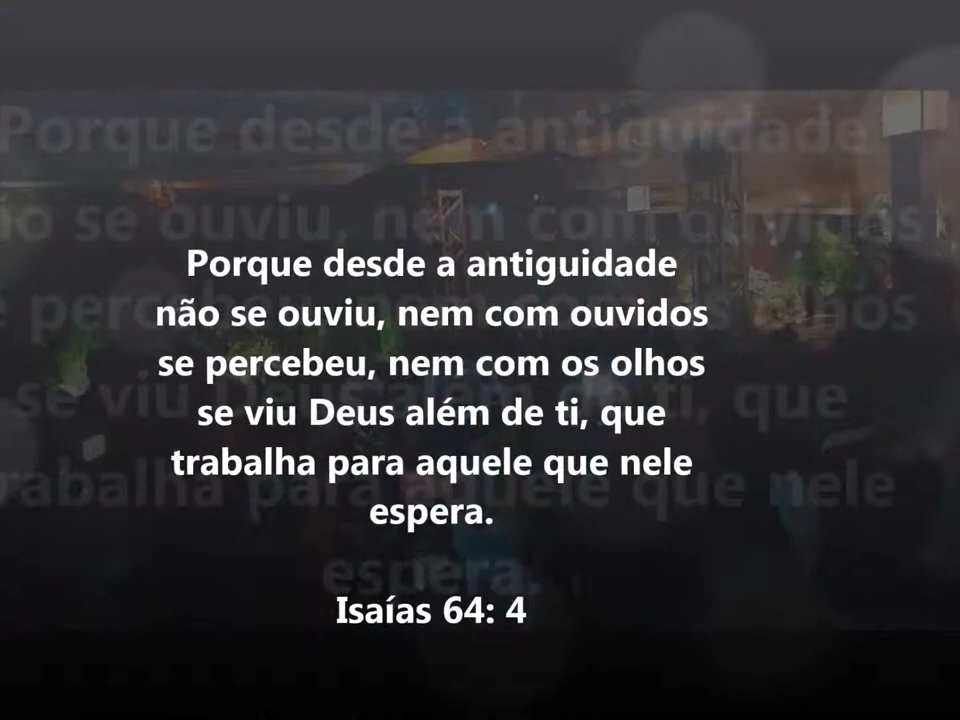 Porque desde a antiguidade
não se ouviu, nem com ouvidos
se percebeu, nem com os olhos
se viu Deus além de ti, que
trabalha para aquele que nele
espera.
Isaías 64: 4